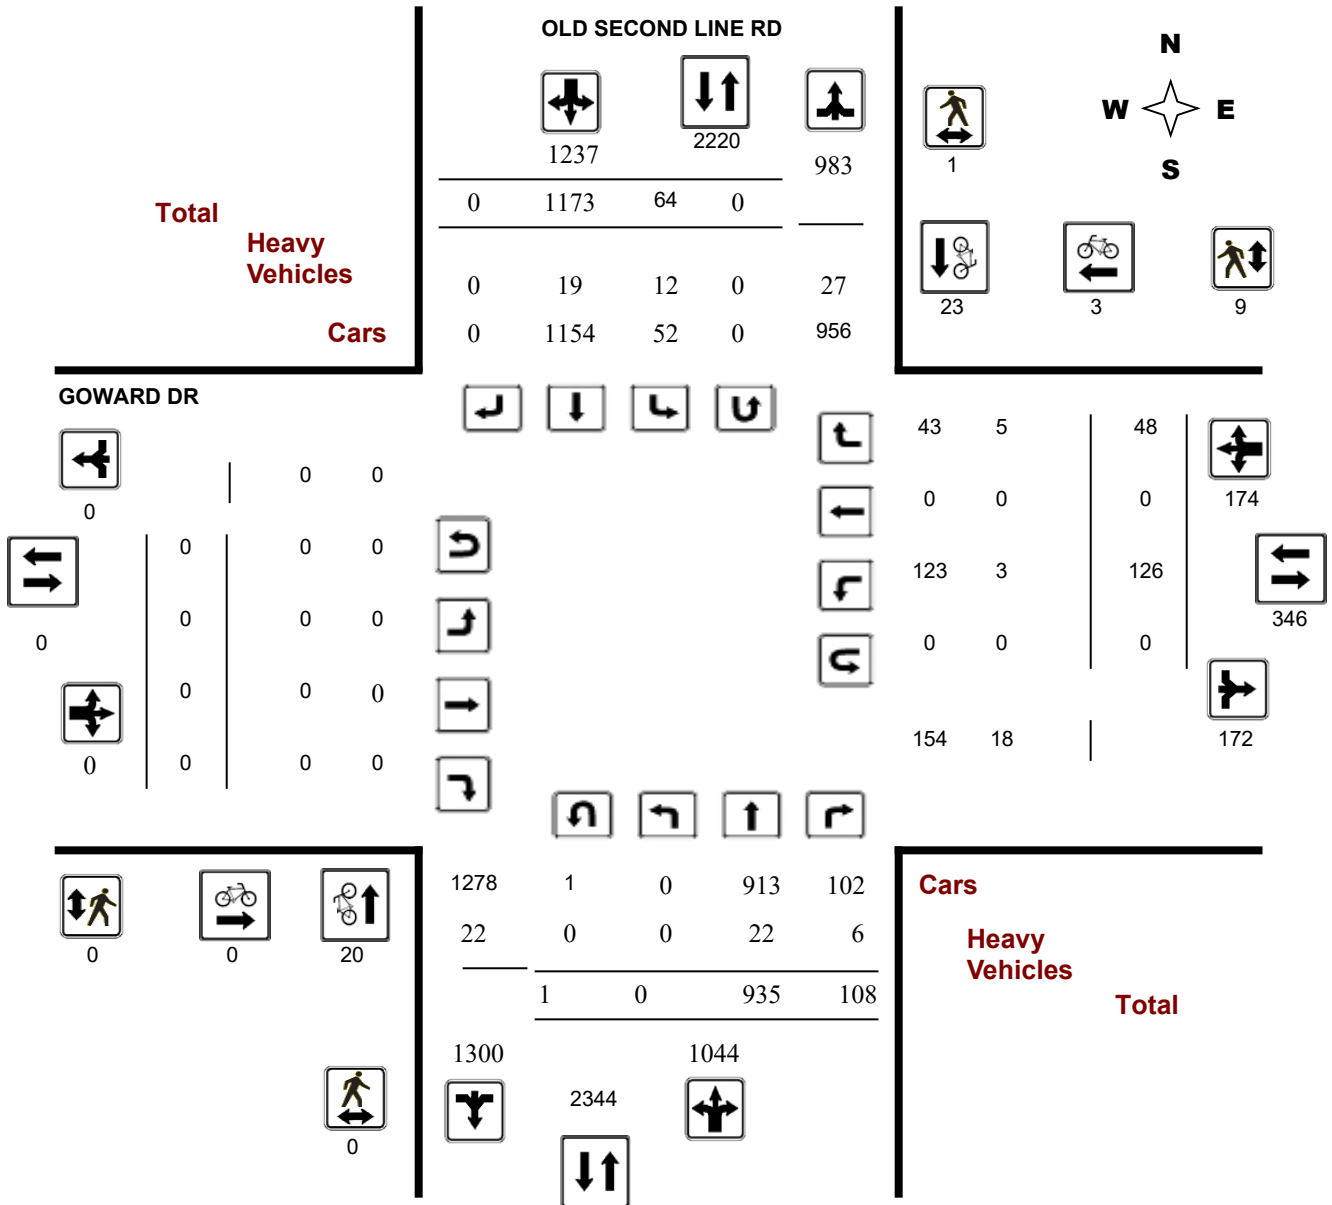 OLD SECOND LINE RD
N
W E
S
1237 2220 983
1
0 1173 64 0
Total
Heavy
Vehicles
0 19 12 0 27
Cars
0 1154 52 0 956
23 3 9
GOWARD DR
43 5 48
0 0
0
0 0 0 174
0 0 0
123 3 126
346
0 0 0
0
0 0 0
0 0 0
154 18 172
0 0 0 0
1278 1 0 913 102
Cars
22 0 0 22 6
Heavy
Vehicles
0 0 20
1 0 935 108
Total
1300 1044
2344
0